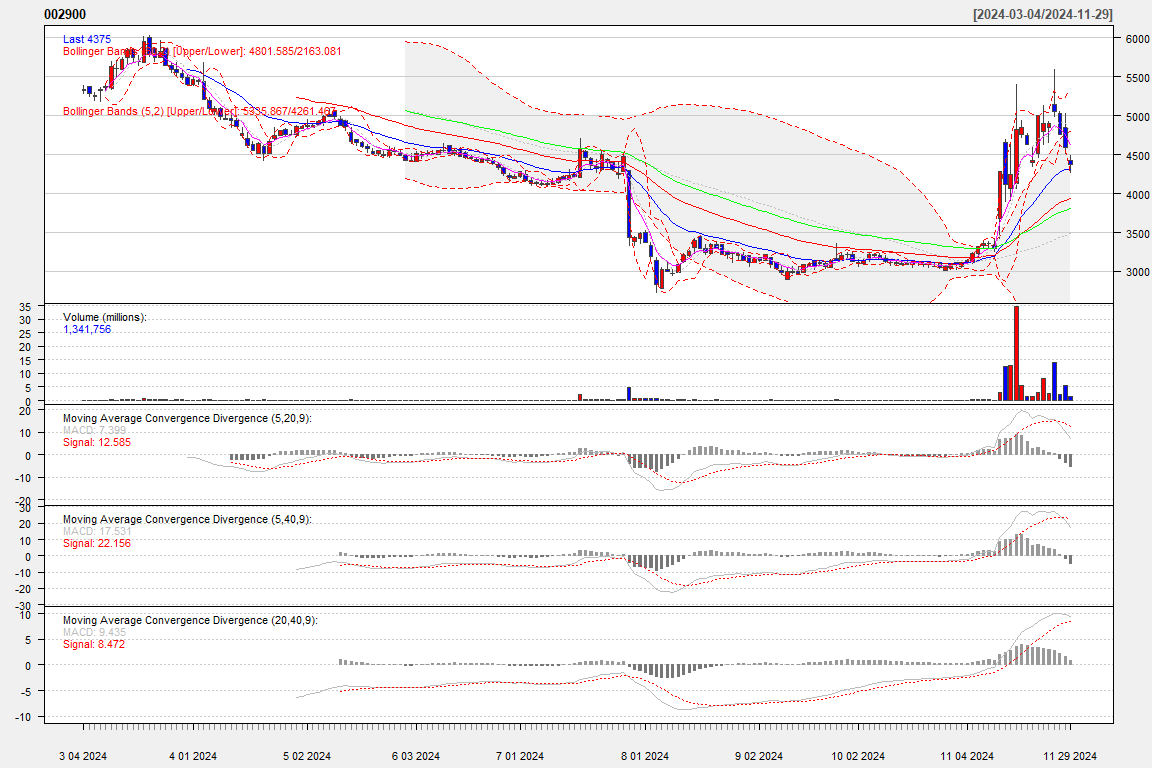 002900 [2024-03-04/2024-11-29]
Last 4375
Bollinger Bands [Upper/Lower]: 4801.585/2163.081
Bollinger Bands (5,2) [Upper/Lower]: 5335.867/4261.467
6000
5500
5000
4500
4000
3500
3000
Volume (millions):
1,341,756
35
30
25
20
15
10
5
0
Moving Average Convergence Divergence (5,20,9):
MACD: 7.399
Signal: 12.585
20
10
0
-10
-20
Moving Average Convergence Divergence (5,40,9):
MACD: 17.531
Signal: 22.156
30
20
10
0
-10
-20
-30
Moving Average Convergence Divergence (20,40,9):
MACD: 9.435
Signal: 8.472
10
5
0
-5
-10
3 04 2024 4 01 2024 5 02 2024 6 03 2024 7 01 2024 8 01 2024 9 02 2024 10 02 2024 11 04 2024 11 29 2024